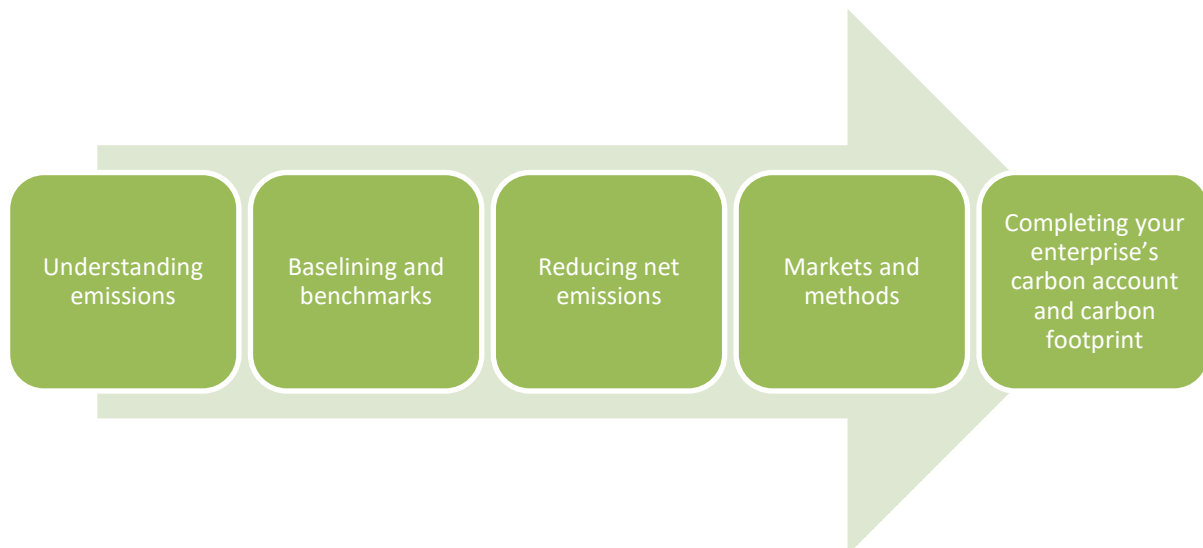 Understanding
emissions
Baselining and
benchmarks
Reducing net
emissions
Markets and
methods
Completing your
enterprise’s
carbon account
and carbon
footprint